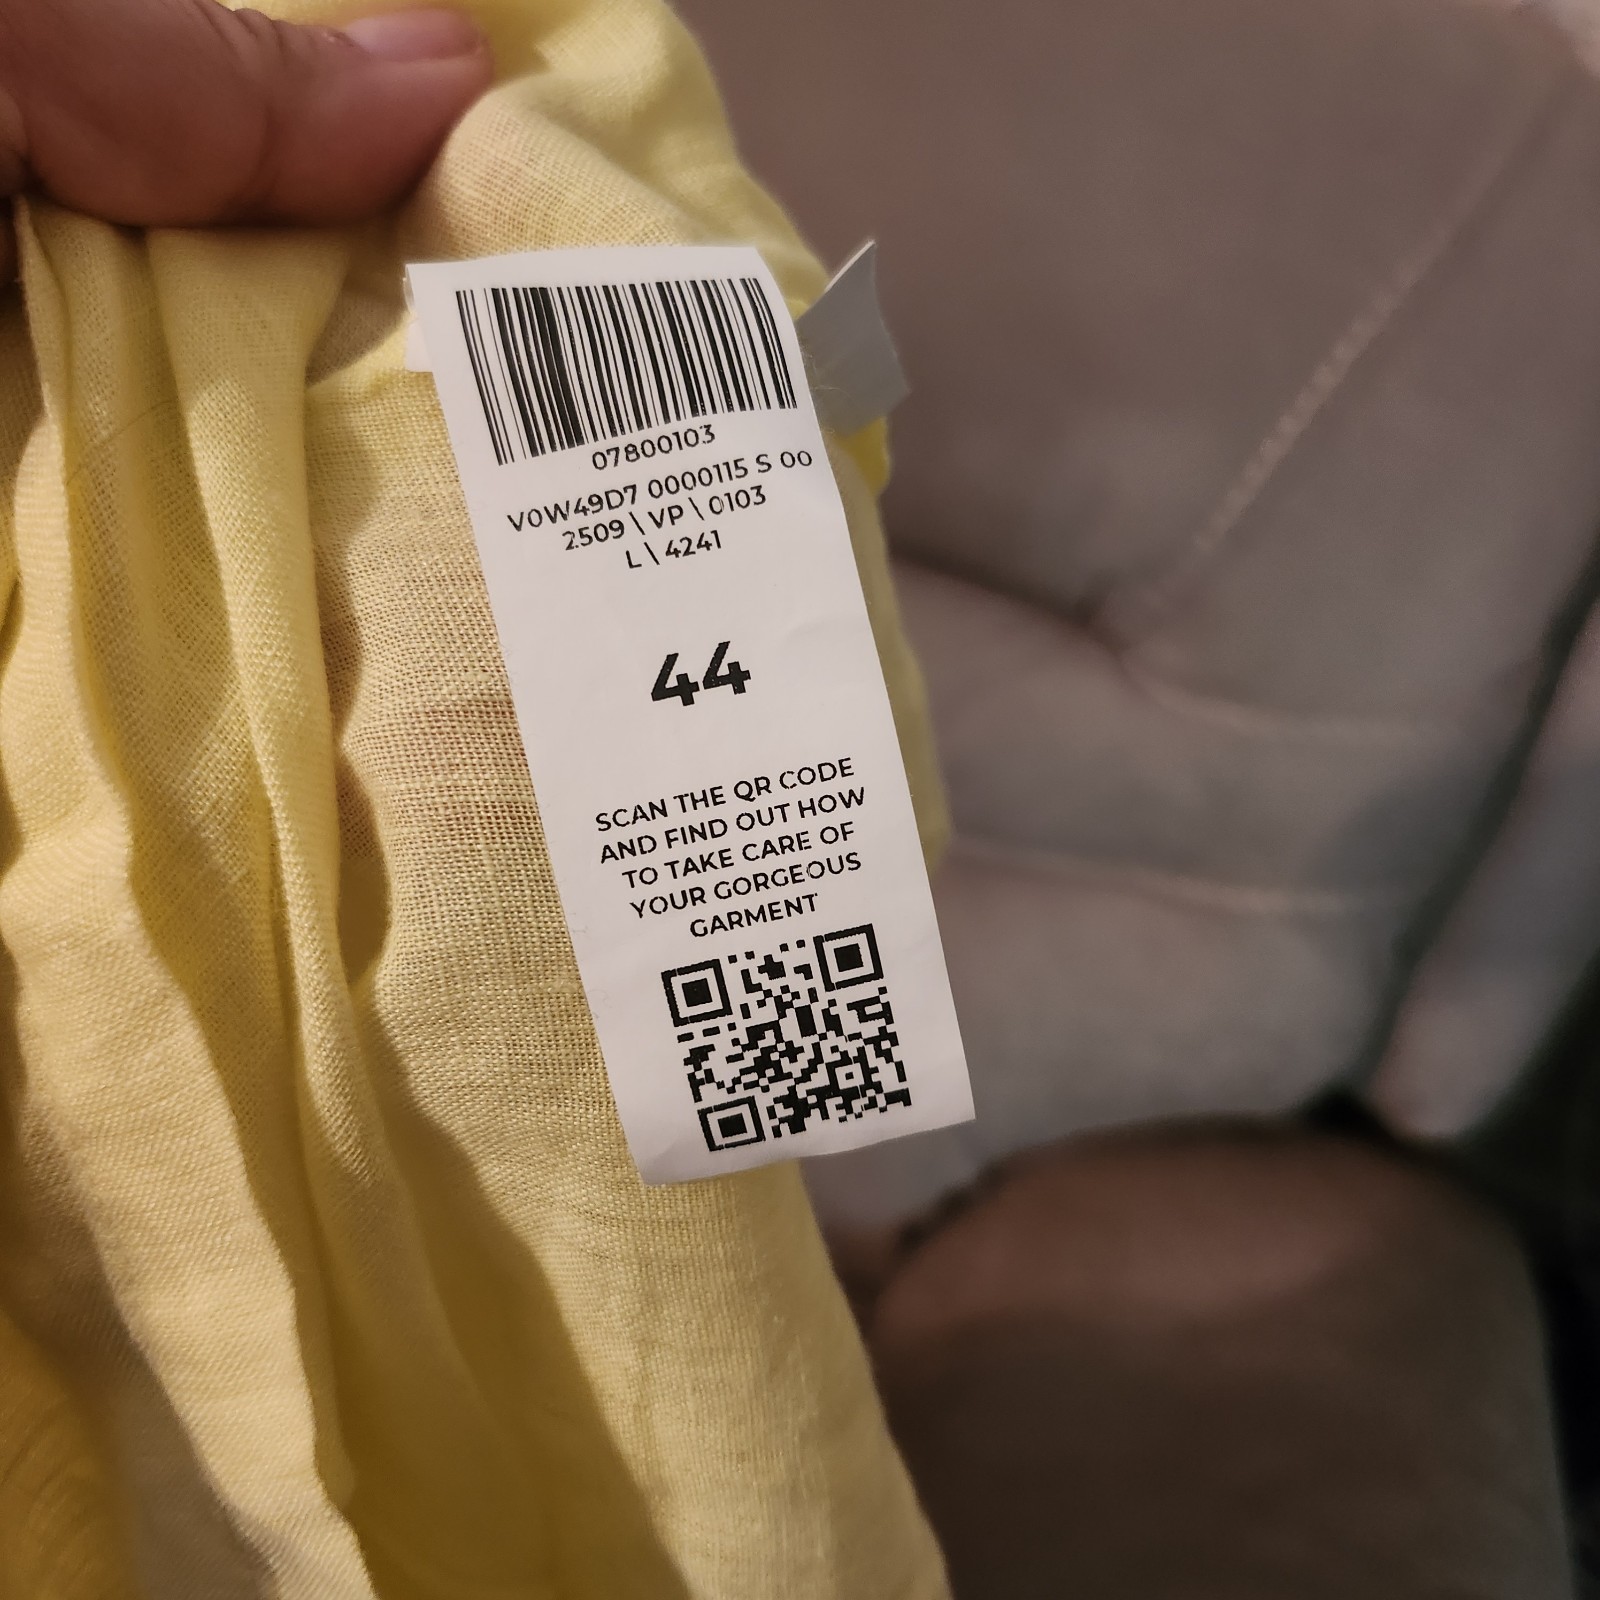 07800103
V0W49D7 0000115 S 00
2509 \ VP \ 0103
L \ 4241
44
SCAN THE QR CODE
AND FIND OUT HOW
TO TAKE CARE OF
YOUR GORGEOUS
GARMENT